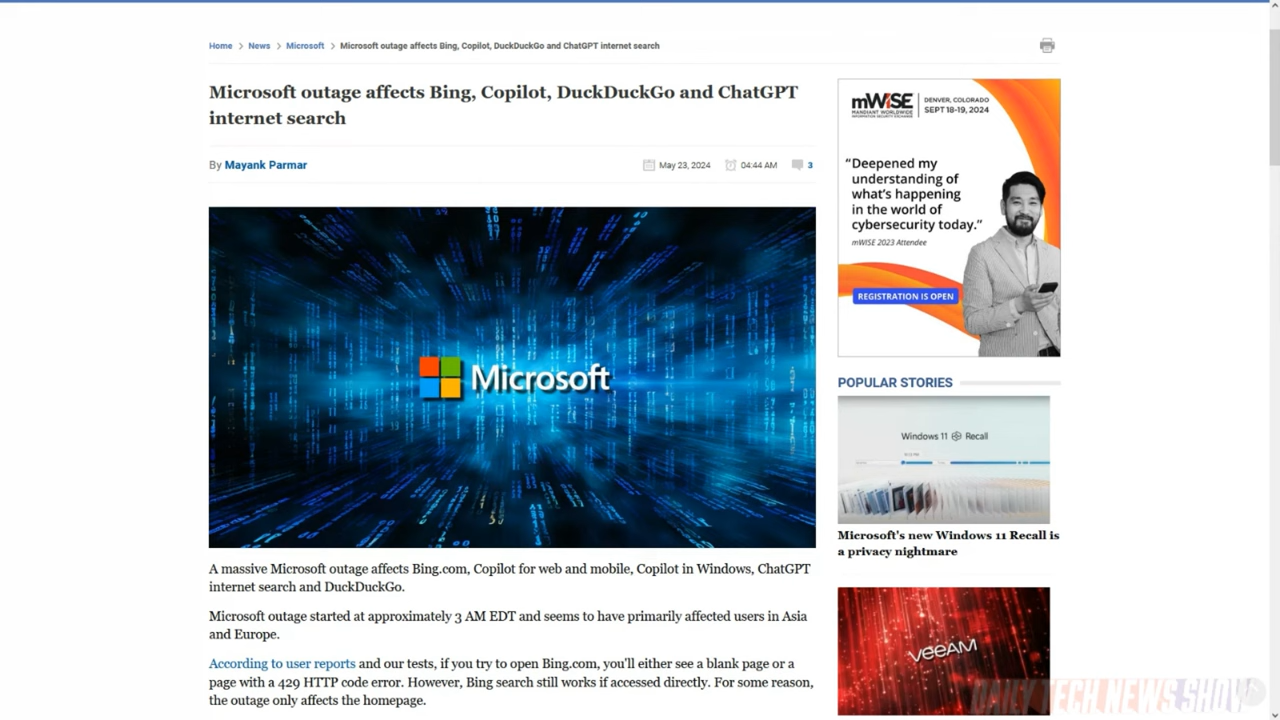 Home > News > Microsoft > Microsoft outage affects Bing, Copilot, DuckDuckGo and ChatGPT internet search
Microsoft outage affects Bing, Copilot, DuckDuckGo and ChatGPT
internet search
By Mayank Parmar
May 23, 2024
04:44 AM
3
Microsoft
A massive Microsoft outage affects Bing.com, Copilot for web and mobile, Copilot in Windows, ChatGPT
internet search and DuckDuckGo.
Microsoft outage started at approximately 3 AM EDT and seems to have primarily affected users in Asia
and Europe.
According to user reports and our tests, if you try to open Bing.com, you'll either see a blank page or a
page with a 429 HTTP code error. However, Bing search still works if accessed directly. For some reason,
the outage only affects the homepage.
mWISE
MANDIANT WORLDWIDE
INFORMATION SECURITY EXCHANGE
DENVER, COLORADO
SEPT 18-19, 2024
“Deepened my
understanding of
what’s happening
in the world of
cybersecurity today.”
mWISE 2023 Attendee
REGISTRATION IS OPEN
POPULAR STORIES
Windows 11 Recall
Microsoft's new Windows 11 Recall is
a privacy nightmare
VEEAM
DAILY TECH NEWS SHOW